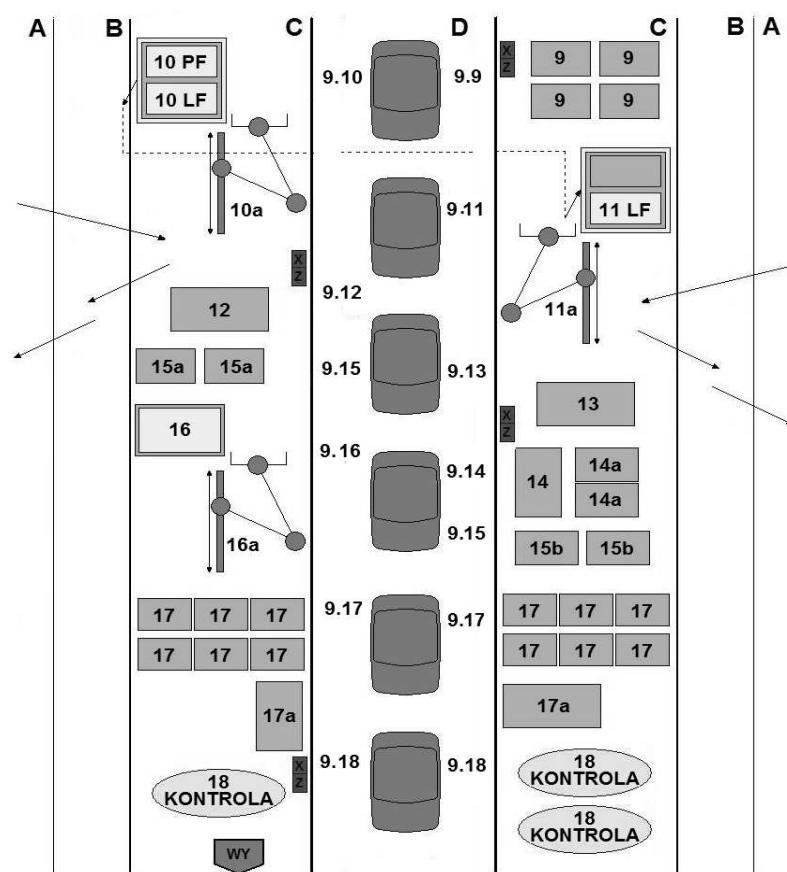 A B C D C B A
10 PF
10 LF
9.10 9.9
X
Z
9 9
9 9
10a
9.11
11 LF
X
Z
9.12
11a
12
15a 15a
9.15 9.13
13
X
Z
16
9.16
9.14
14
14a
14a
16a
9.15
15b 15b
17 17 17
17 17 17
9.17 9.17
17 17 17
17 17 17
17a
17a
9.18 9.18
X
Z
18
KONTROLA
18
KONTROLA
18
KONTROLA
WY